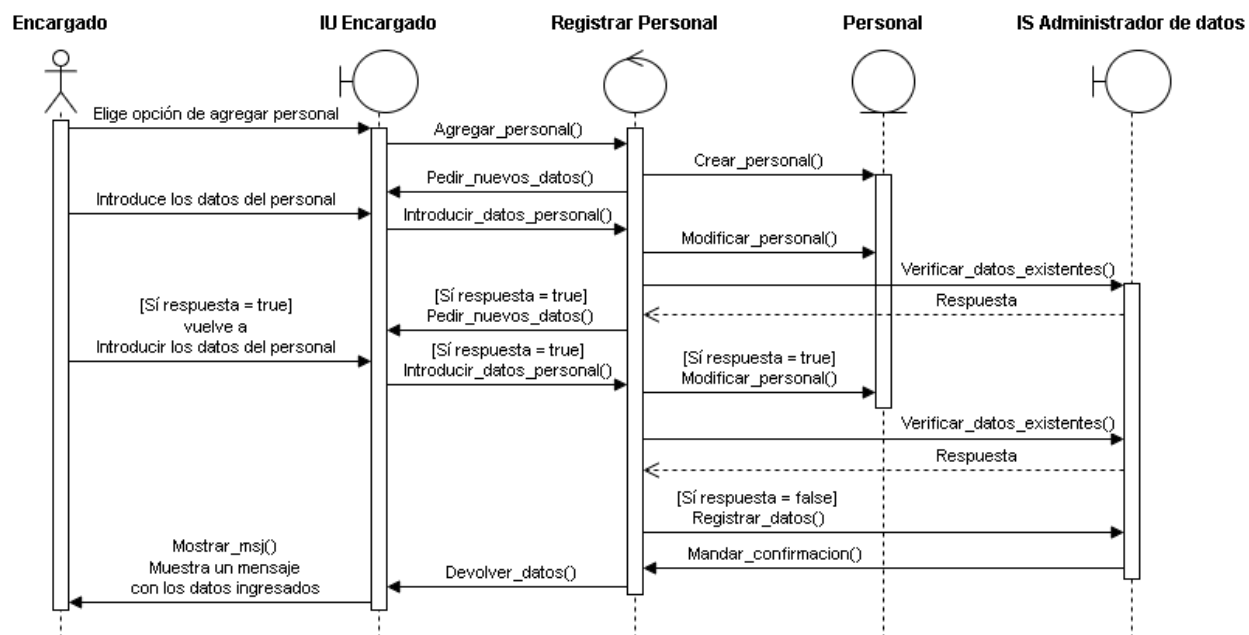 Encargado
IU Encargado
Registrar Personal
Personal
IS Administrador de datos
Elige opción de agregar personal
Agregar_personal()
Crear_personal()
Pedir_nuevos_datos()
Introduce los datos del personal
Introducir_datos_personal()
Modificar_personal()
Verificar_datos_existentes()
Respuesta
[Sí respuesta = true]
Pedir_nuevos_datos()
[Sí respuesta = true]
vuelve a
Introducir los datos del personal
[Sí respuesta = true]
Introducir_datos_personal()
[Sí respuesta = true]
Modificar_personal()
Verificar_datos_existentes()
Respuesta
[Sí respuesta = false]
Registrar_datos()
Mandar_confirmacion()
Devolver_datos()
Mostrar_msj()
Muestra un mensaje
con los datos ingresados